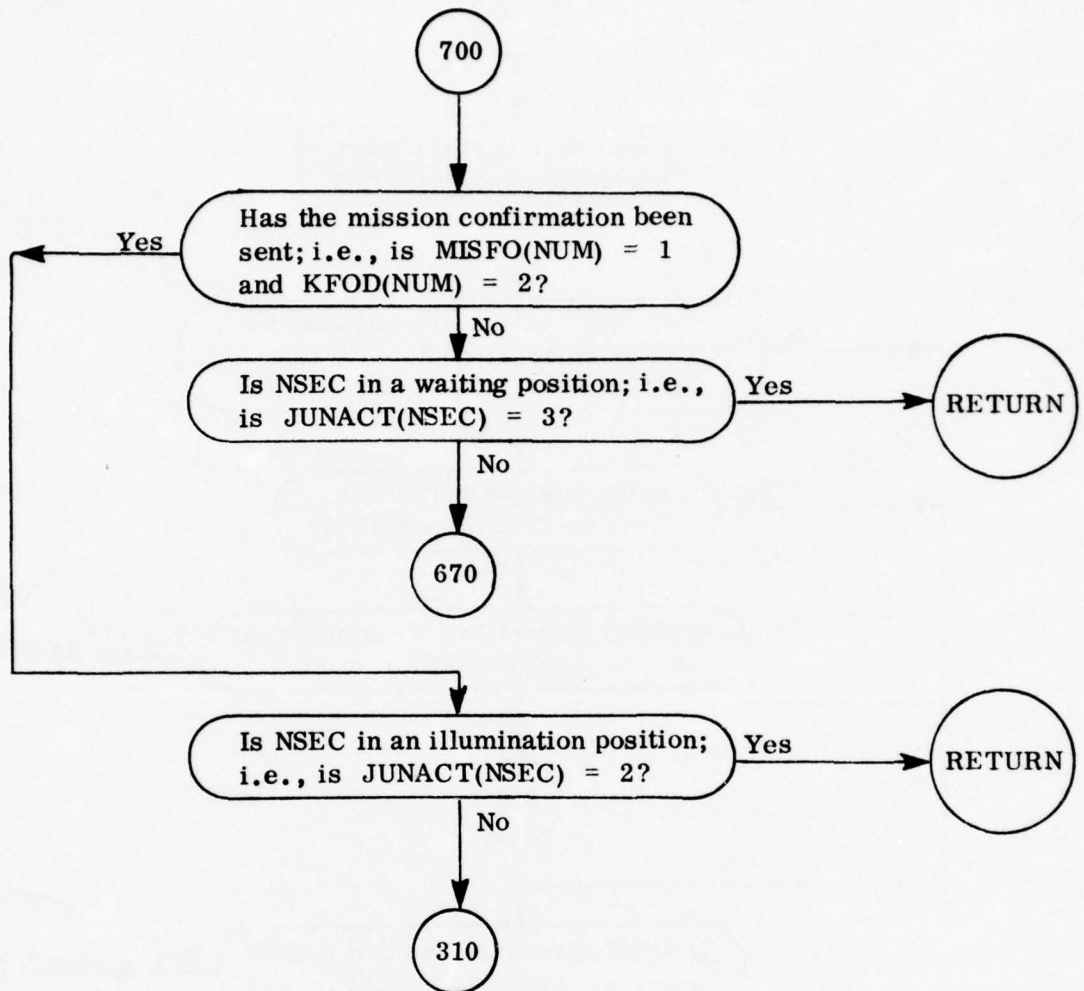 700
Has the mission confirmation been
sent; i.e., is MISFO(NUM) = 1
and KFOD(NUM) = 2?
Yes
No
Is NSEC in a waiting position; i.e.,
is JUNACT(NSEC) = 3?
Yes
RETURN
No
670
Is NSEC in an illumination position;
i.e., is JUNACT(NSEC) = 2?
Yes
RETURN
No
310